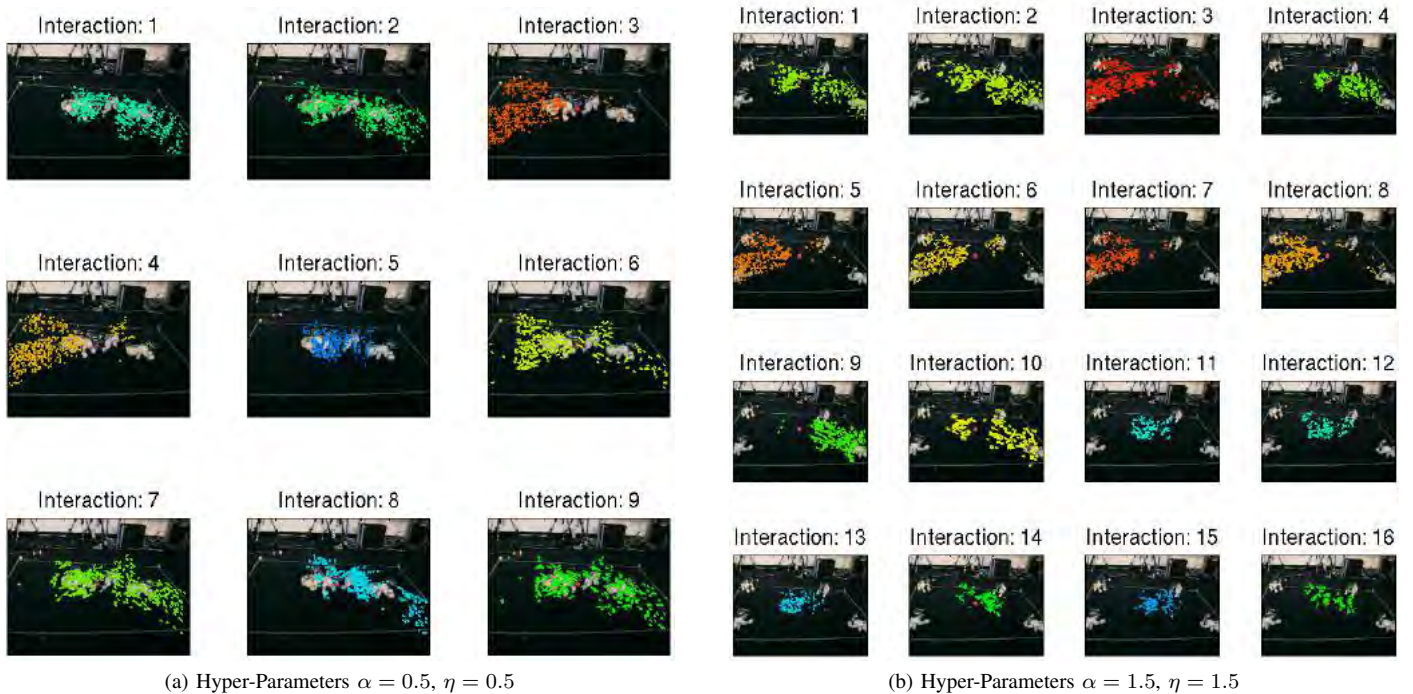 Interaction: 1
Interaction: 2
Interaction: 3
Interaction: 4
Interaction: 5
Interaction: 6
Interaction: 7
Interaction: 8
Interaction: 9
(a) Hyper-Parameters α = 0.5, η = 0.5
Interaction: 1
Interaction: 2
Interaction: 3
Interaction: 4
Interaction: 5
Interaction: 6
Interaction: 7
Interaction: 8
Interaction: 9
Interaction: 10
Interaction: 11
Interaction: 12
Interaction: 13
Interaction: 14
Interaction: 15
Interaction: 16
(b) Hyper-Parameters α = 1.5, η = 1.5